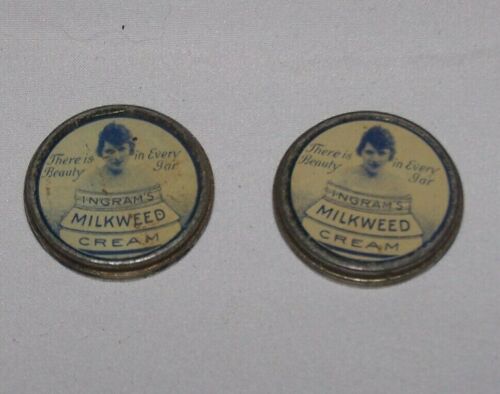 There is in Every
Beauty Jar
INGRAM'S
MILKWEED
CREAM
There is in Every
Beauty Jar
INGRAM'S
MILKWEED
CREAM